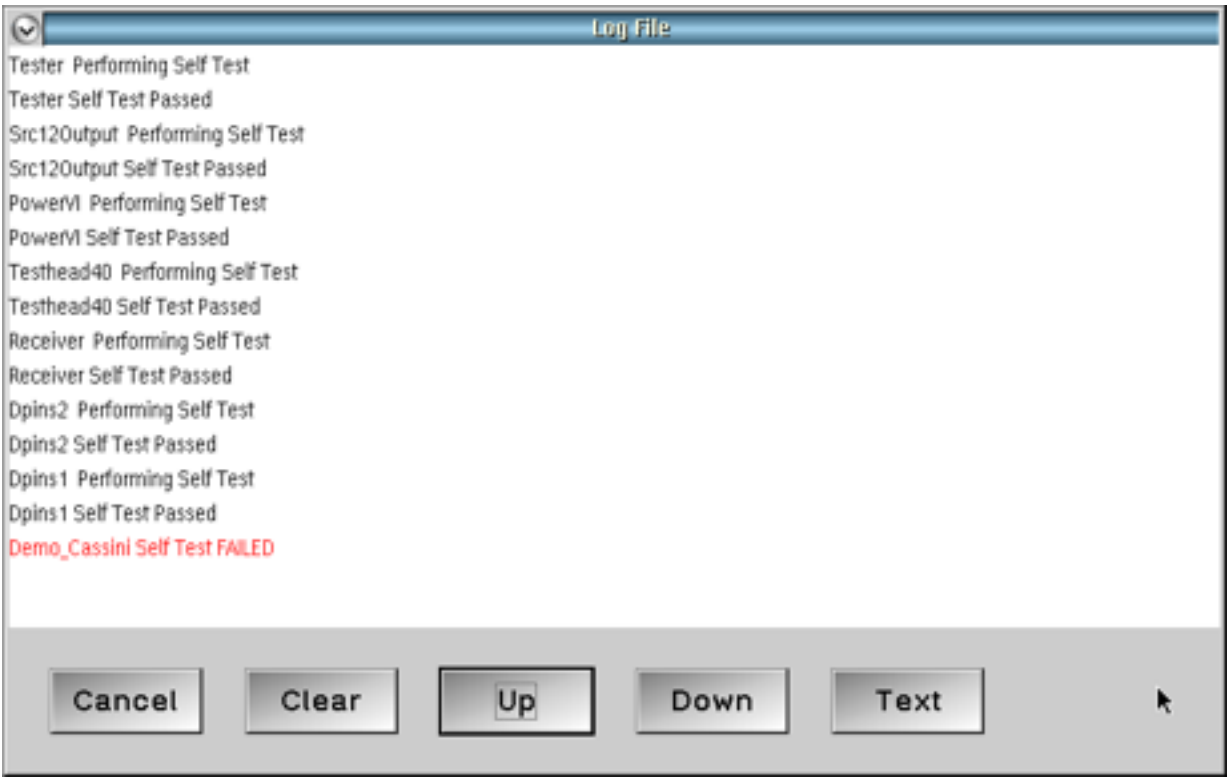 Log File
Tester  Performing Self Test
Tester Self Test Passed
Src12Output  Performing Self Test
Src12Output Self Test Passed
PowerVI  Performing Self Test
PowerVI Self Test Passed
Testhead40  Performing Self Test
Testhead40 Self Test Passed
Receiver  Performing Self Test
Receiver Self Test Passed
Dpins2  Performing Self Test
Dpins2 Self Test Passed
Dpins1  Performing Self Test
Dpins1 Self Test Passed
Demo_Cassini Self Test FAILED
Cancel Clear Up Down Text